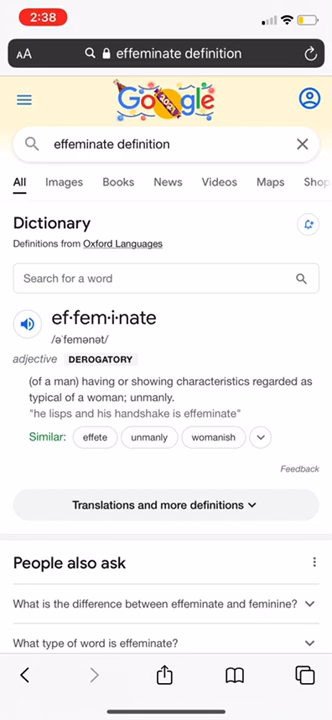 2:38
AA effeminate definition
Google
2021
effeminate definition
All Images Books News Videos Maps Shop
Dictionary
Definitions from Oxford Languages
Search for a word
ef·fem·i·nate
/əˈfemənət/
adjective DEROGATORY
(of a man) having or showing characteristics regarded as
typical of a woman; unmanly.
"he lisps and his handshake is effeminate"
Similar: effete unmanly womanish
Feedback
Translations and more definitions
People also ask
What is the difference between effeminate and feminine?
What type of word is effeminate?